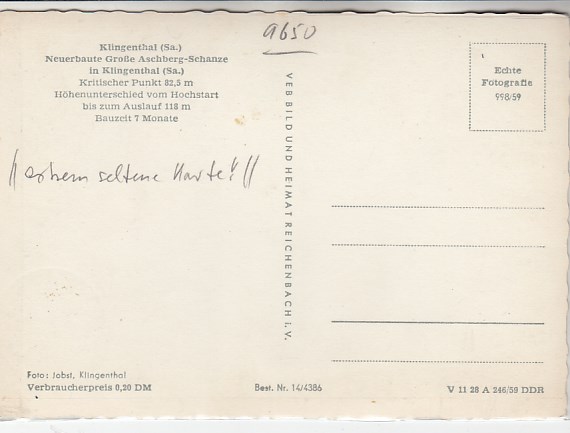 9650
Klingenthal (Sa.)
Neuerbaute Große Aschberg-Schanze
in Klingenthal (Sa.)
Kritischer Punkt 82,5 m
Höhenunterschied vom Hochstart
bis zum Auslauf 118 m
Bauzeit 7 Monate
Echte
Fotografie
998/59
seltene Karte!
VEB BILD UND HEIMAT REICHENBACH i. V.
Foto: Jobst, Klingenthal
Verbraucherpreis 0,20 DM
Best. Nr. 14/4386
V 11 28 A 246/59 DDR